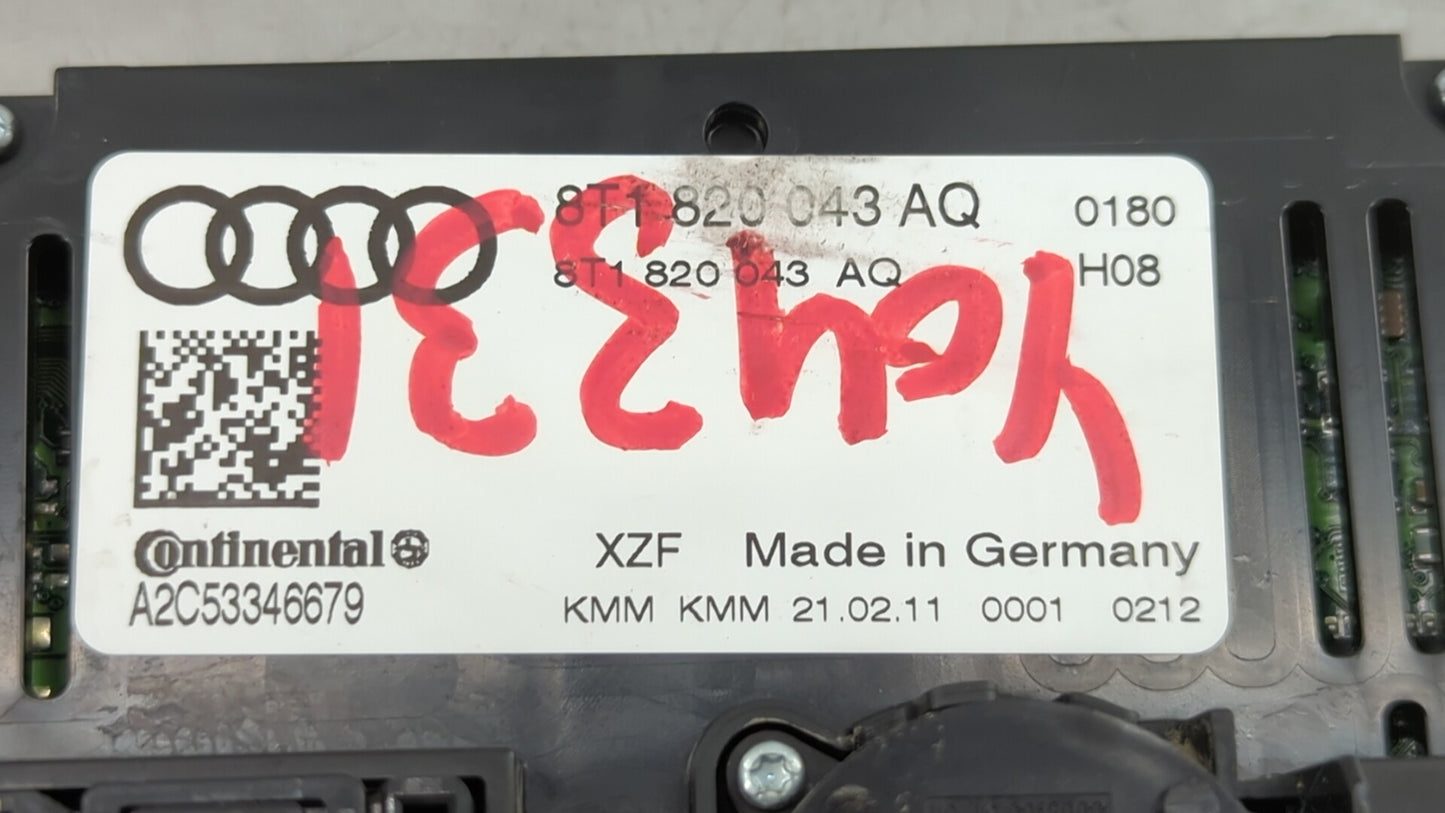 8T1 820 043 AQ 0180
8T1 820 043 AQ H08
Continental
A2C53346679
XZF Made in Germany
KMM KMM 21.02.11 0001 0212